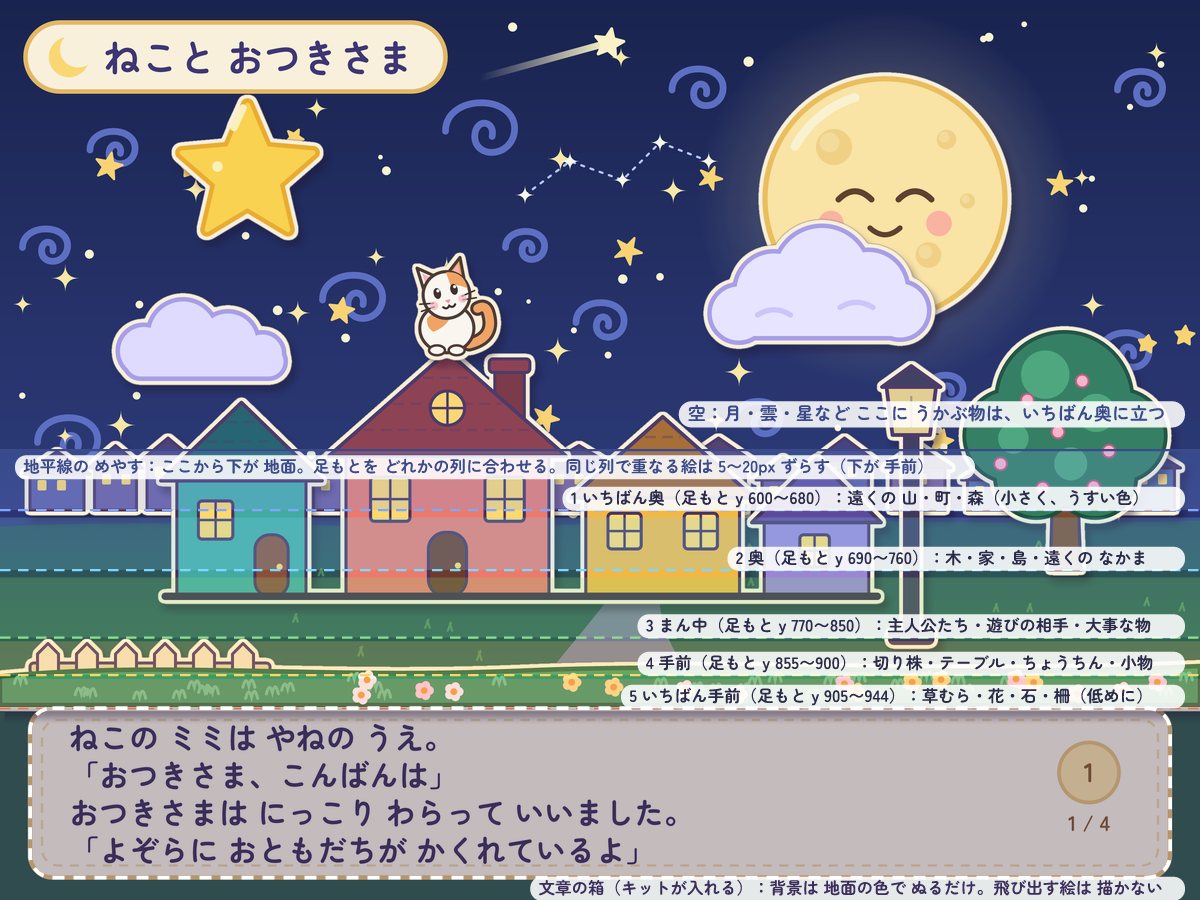 ねこと おつきさま
空：月・雲・星など ここに うかぶ物は、いちばん奥に立つ
地平線の めやす：ここから下が 地面。足もとを どれかの列に合わせる。同じ列で重なる絵は 5〜20px ずらす（下が 手前）
1 いちばん奥（足もと y 600〜680）：遠くの 山・町・森（小さく、うすい色）
2 奥（足もと y 690〜760）：木・家・島・遠くの なかま
3 まん中（足もと y 770〜850）：主人公たち・遊びの相手・大事な物
4 手前（足もと y 855〜900）：切り株・テーブル・ちょうちん・小物
5 いちばん手前（足もと y 905〜944）：草むら・花・石・柵（低めに）
ねこの ミミは やねの うえ。
「おつきさま、こんばんは」
おつきさまは にっこり わらって いいました。
「よぞらに おともだちが かくれているよ」
1
1 / 4
文章の箱（キットが入れる）：背景は 地面の色で ぬるだけ。飛び出す絵は 描かない